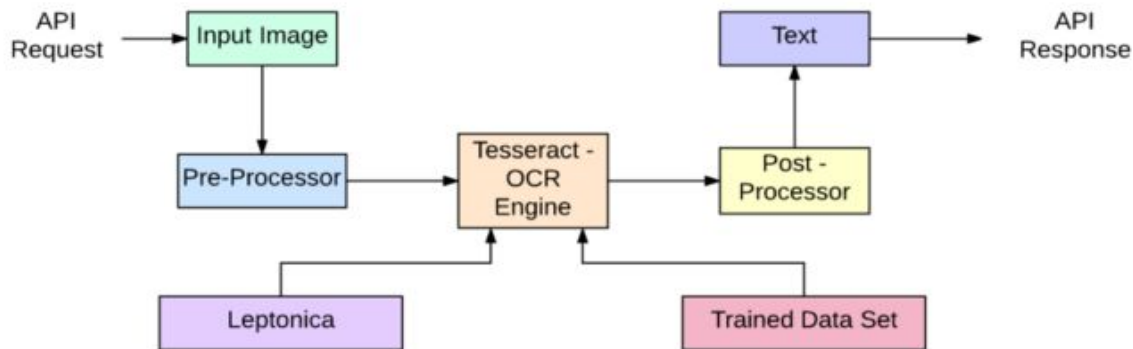 API
Request
Input Image
Text
API
Response
Pre-Processor
Tesseract -
OCR
Engine
Post -
Processor
Leptonica
Trained Data Set